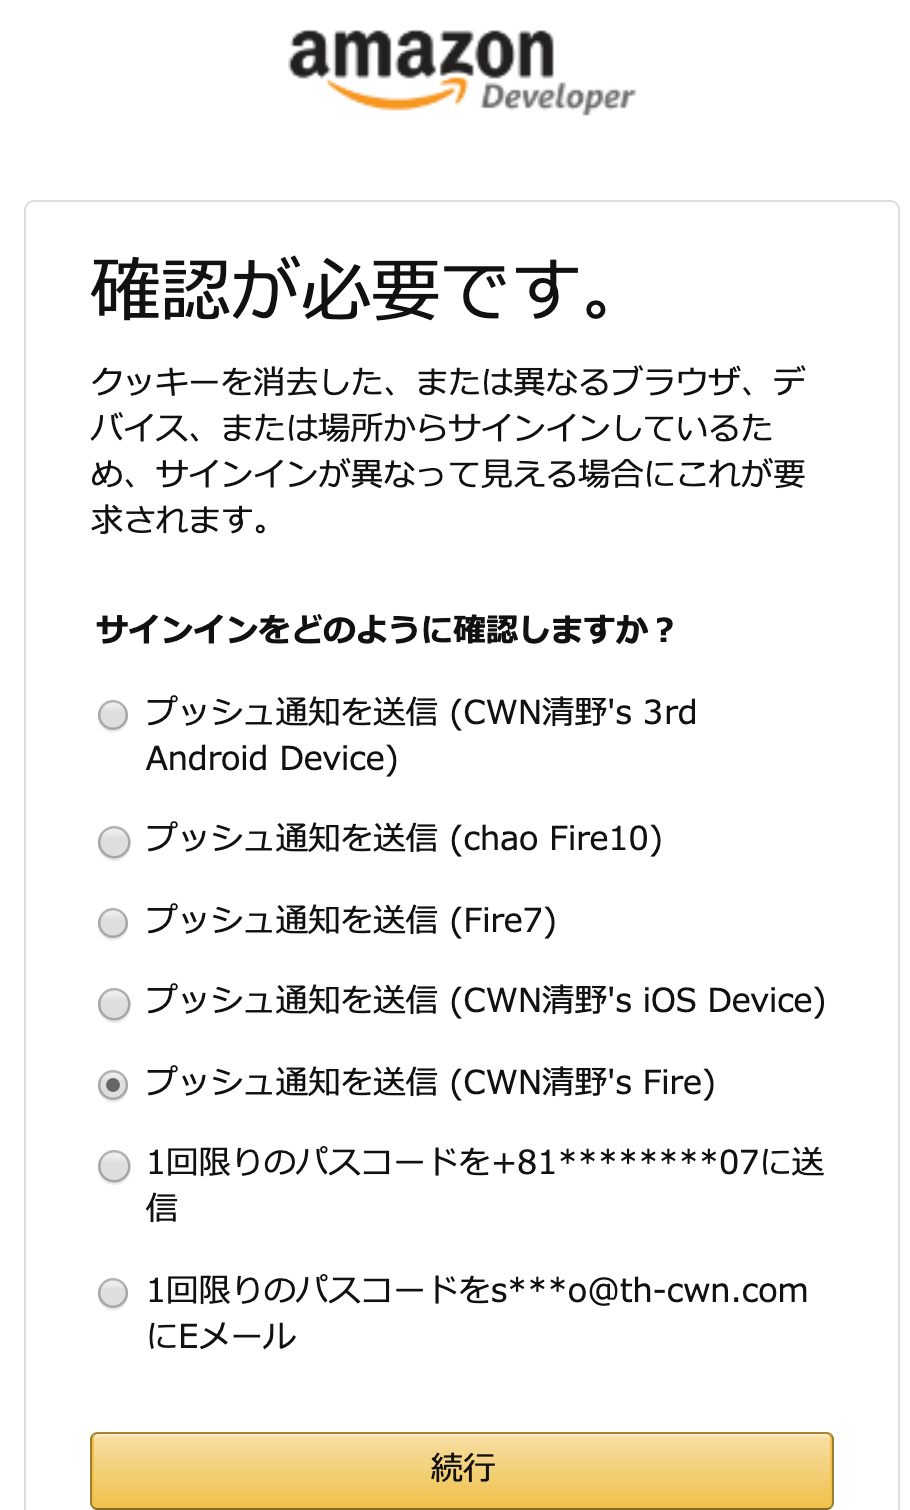 amazon
Developer
確認が必要です。
クッキーを消去した、または異なるブラウザ、デ
バイス、または場所からサインインしているた
め、サインインが異なって見える場合にこれが要
求されます。
サインインをどのように確認しますか？
プッシュ通知を送信 (CWN清野's 3rd
Android Device)
プッシュ通知を送信 (chao Fire10)
プッシュ通知を送信 (Fire7)
プッシュ通知を送信 (CWN清野's iOS Device)
プッシュ通知を送信 (CWN清野's Fire)
1回限りのパスコードを+81********07に送
信
1回限りのパスコードをs***o@th-cwn.com
にEメール
続行